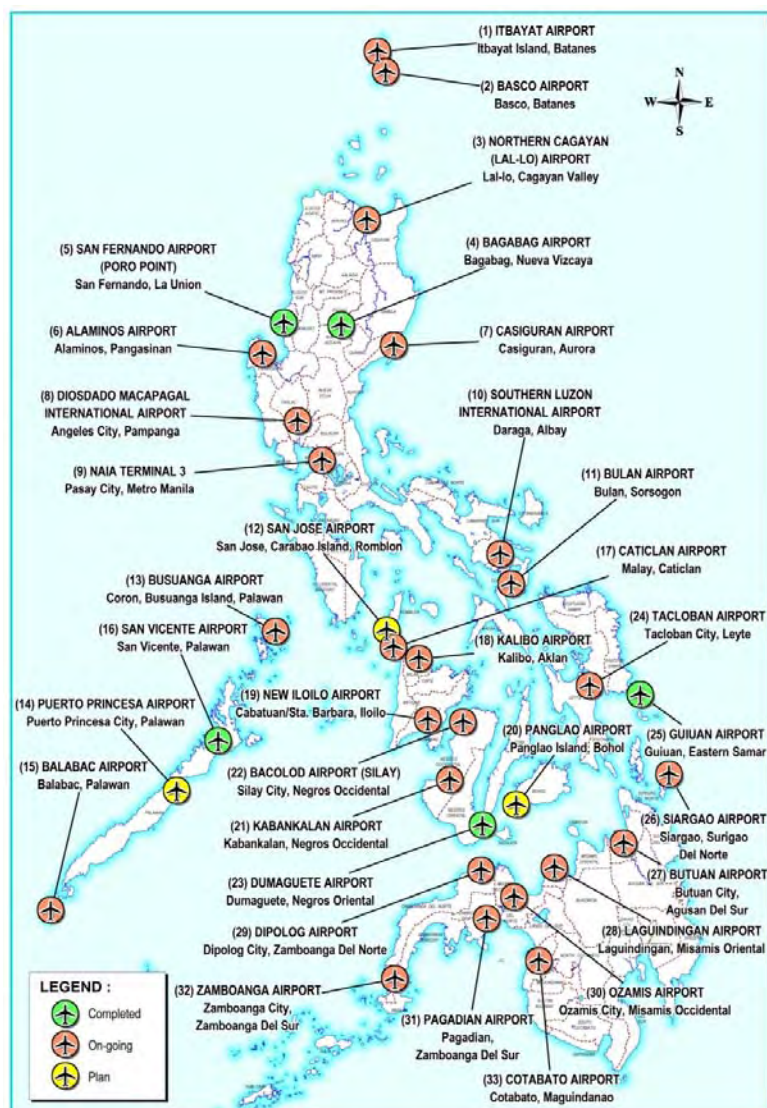 (1) ITBAYAT AIRPORT
Itbayat Island, Batanes
(2) BASCO AIRPORT
Basco, Batanes
N
W
E
S
(3) NORTHERN CAGAYAN
(LAL-LO) AIRPORT
Lal-lo, Cagayan Valley
(5) SAN FERNANDO AIRPORT
(PORO POINT)
San Fernando, La Union
(4) BAGABAG AIRPORT
Bagabag, Nueva Vizcaya
(6) ALAMINOS AIRPORT
Alaminos, Pangasinan
(7) CASIGURAN AIRPORT
Casiguran, Aurora
(8) DIOSDADO MACAPAGAL
INTERNATIONAL AIRPORT
Angeles City, Pampanga
(10) SOUTHERN LUZON
INTERNATIONAL AIRPORT
Daraga, Albay
(9) NAIA TERMINAL 3
Pasay City, Metro Manila
(11) BULAN AIRPORT
Bulan, Sorsogon
(12) SAN JOSE AIRPORT
San Jose, Carabao Island, Romblon
(17) CATICLAN AIRPORT
Malay, Caticlan
(13) BUSUANGA AIRPORT
Coron, Busuanga Island, Palawan
(16) SAN VICENTE AIRPORT
San Vicente, Palawan
(24) TACLOBAN AIRPORT
Tacloban City, Leyte
(18) KALIBO AIRPORT
Kalibo, Aklan
(14) PUERTO PRINCESA AIRPORT
Puerto Princesa City, Palawan
(19) NEW ILOILO AIRPORT
Cabatuan/Sta. Barbara, Iloilo
(20) PANGLAO AIRPORT
Panglao Island, Bohol
(25) GUIUAN AIRPORT
Guiuan, Eastern Samar
(15) BALABAC AIRPORT
Balabac, Palawan
(22) BACOLOD AIRPORT (SILAY)
Silay City, Negros Occidental
(21) KABANKALAN AIRPORT
Kabankalan, Negros Occidental
(26) SIARGAO AIRPORT
Siargao, Surigao
Del Norte
(23) DUMAGUETE AIRPORT
Dumaguete, Negros Oriental
(27) BUTUAN AIRPORT
Butuan City,
Agusan Del Sur
(29) DIPOLOG AIRPORT
Dipolog City, Zamboanga Del Norte
(28) LAGUINDINGAN AIRPORT
Laguindingan, Misamis Oriental
(32) ZAMBOANGA AIRPORT
Zamboanga City,
Zamboanga Del Sur
(30) OZAMIS AIRPORT
Ozamis City, Misamis Occidental
(31) PAGADIAN AIRPORT
Pagadian,
Zamboanga Del Sur
(33) COTABATO AIRPORT
Cotabato, Maguindanao
LEGEND :
Completed
On-going
Plan